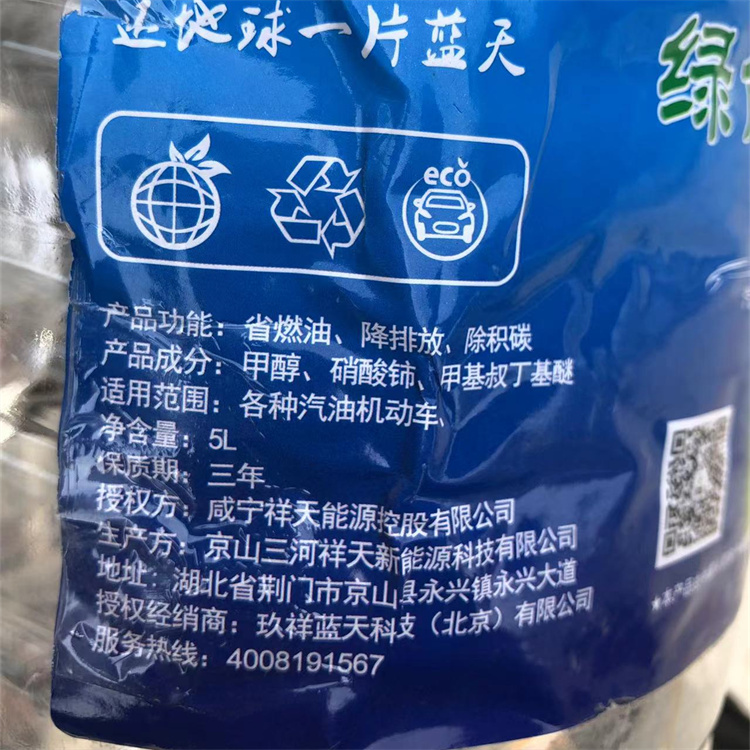 还地球一片蓝天
绿
eco
产品功能：省燃油、降排放、除积碳
产品成分：甲醇、硝酸铈、甲基叔丁基醚
适用范围：各种汽油机动车、
净含量：5L
保质期：三年
授权方：咸宁祥天能源控股有限公司
生产方：京山三河祥天新能源科技有限公司
地址：湖北省荆门市京山县永兴镇永兴大道
授权经销商：玖祥蓝天科技（北京）有限公司
服务热线：4008191567
★本产品